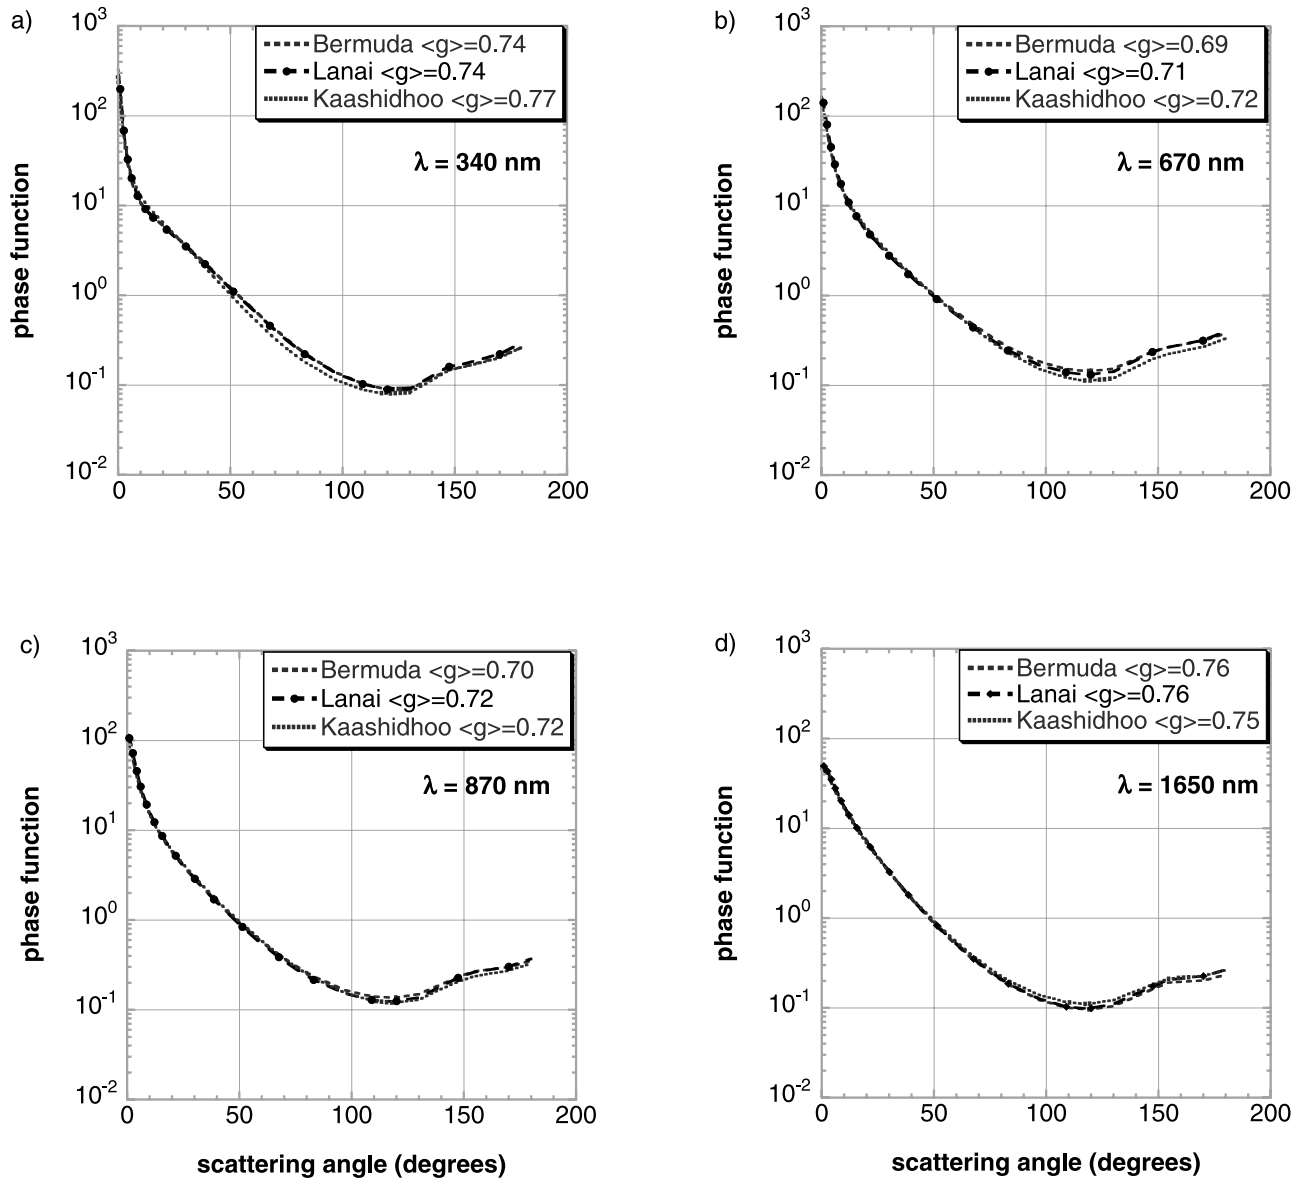 a)
10^3
10^2
10^1
10^0
10^-1
10^-2
phase function
Bermuda <g>=0.74
Lanai <g>=0.74
Kaashidhoo <g>=0.77
λ = 340 nm
0 50 100 150 200
b)
10^3
10^2
10^1
10^0
10^-1
10^-2
phase function
Bermuda <g>=0.69
Lanai <g>=0.71
Kaashidhoo <g>=0.72
λ = 670 nm
0 50 100 150 200
c)
10^3
10^2
10^1
10^0
10^-1
10^-2
phase function
Bermuda <g>=0.70
Lanai <g>=0.72
Kaashidhoo <g>=0.72
λ = 870 nm
0 50 100 150 200
scattering angle (degrees)
d)
10^3
10^2
10^1
10^0
10^-1
10^-2
phase function
Bermuda <g>=0.76
Lanai <g>=0.76
Kaashidhoo <g>=0.75
λ = 1650 nm
0 50 100 150 200
scattering angle (degrees)